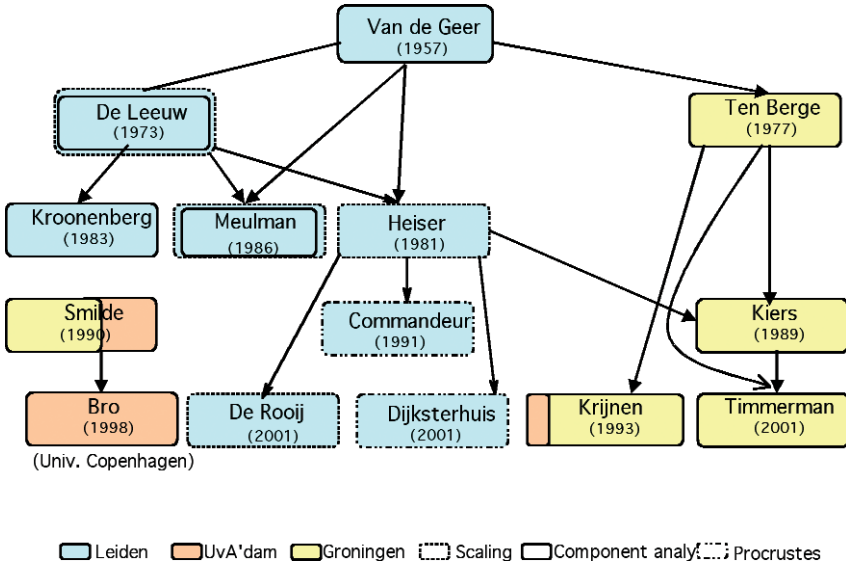 Van de Geer
(1957)
De Leeuw
(1973)
Ten Berge
(1977)
Kroonenberg
(1983)
Meulman
(1986)
Heiser
(1981)
Smilde
(1990)
Commandeur
(1991)
Kiers
(1989)
Bro
(1998)
De Rooij
(2001)
Dijksterhuis
(2001)
Krijnen
(1993)
Timmerman
(2001)
(Univ. Copenhagen)
Leiden UvA'dam Groningen Scaling Component analy Procrustes